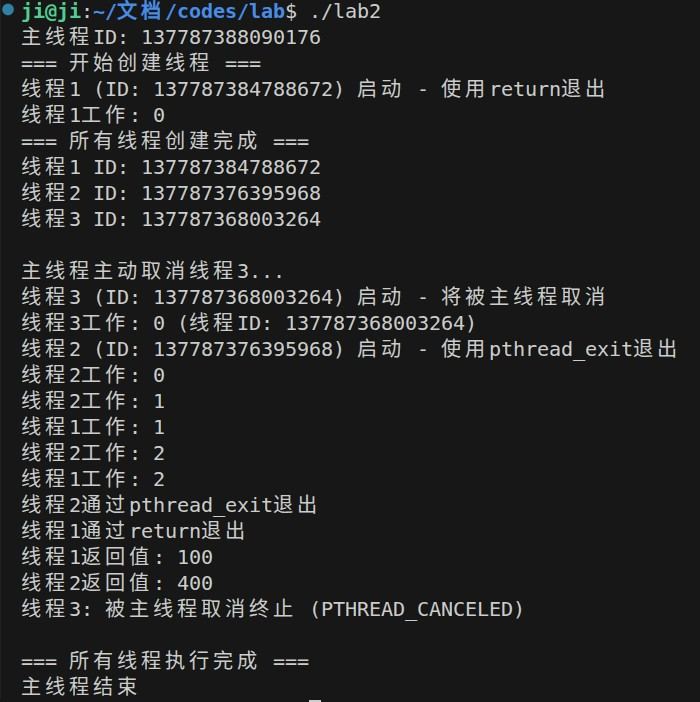 ji@ji:~/文档/codes/lab$ ./lab2
主线程ID: 137787388090176
=== 开始创建线程 ===
线程1 (ID: 137787384788672) 启动 - 使用return退出
线程1工作: 0
=== 所有线程创建完成 ===
线程1 ID: 137787384788672
线程2 ID: 137787376395968
线程3 ID: 137787368003264
主线程主动取消线程3...
线程3 (ID: 137787368003264) 启动 - 将被主线程取消
线程3工作: 0 (线程ID: 137787368003264)
线程2 (ID: 137787376395968) 启动 - 使用pthread_exit退出
线程2工作: 0
线程2工作: 1
线程1工作: 1
线程2工作: 2
线程1工作: 2
线程2通过pthread_exit退出
线程1通过return退出
线程1返回值: 100
线程2返回值: 400
线程3: 被主线程取消终止 (PTHREAD_CANCELED)
=== 所有线程执行完成 ===
主线程结束